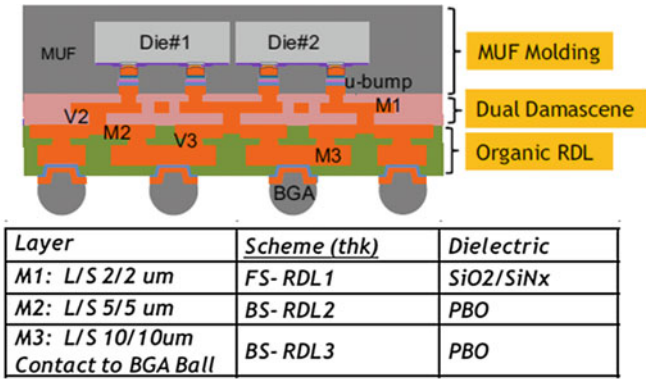 Die#1 Die#2
MUF
MUF Molding
u-bump
M1
V2
Dual Damascene
M2
V3
M3
Organic RDL
BGA
Layer Scheme (thk) Dielectric
M1: L/S 2/2 um FS- RDL1 SiO2/SiNx
M2: L/S 5/5 um BS- RDL2 PBO
M3: L/S 10/10um
Contact to BGA Ball BS- RDL3 PBO